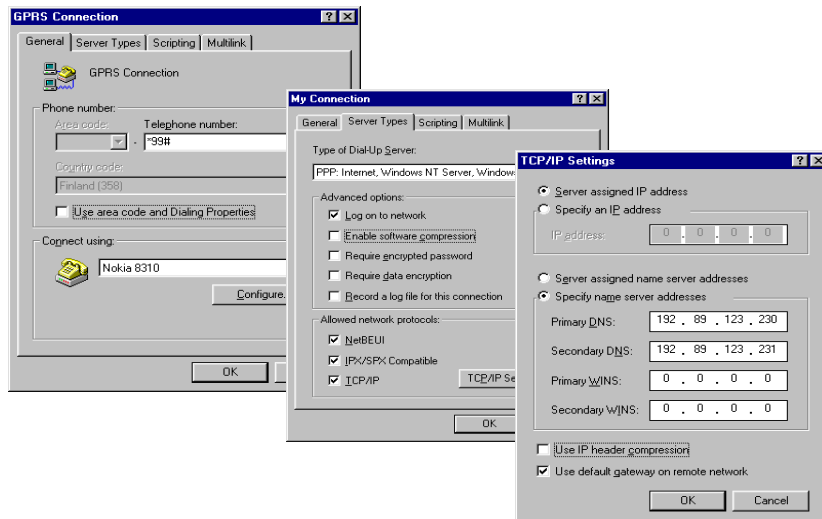 GPRS Connection
General Server Types Scripting Multilink
GPRS Connection
Phone number:
Area code: Telephone number:
- *99#
Country code:
Finland (358)
Use area code and Dialing Properties
Connect using:
Nokia 8310
Configure.
OK
My Connection
General Server Types Scripting Multilink
Type of Dial-Up Server:
PPP: Internet, Windows NT Server, Window
Advanced options:
Log on to network
Enable software compression
Require encrypted password
Require data encryption
Record a log file for this connection
Allowed network protocols:
NetBEUI
IPX/SPX Compatible
TCP/IP
TCP/IP Se
OK
TCP/IP Settings
Server assigned IP address
Specify an IP address
IP address: 0 . 0 . 0 . 0
Server assigned name server addresses
Specify name server addresses
Primary DNS: 192 . 89 . 123 . 230
Secondary DNS: 192 . 89 . 123 . 231
Primary WINS: 0 . 0 . 0 . 0
Secondary WINS: 0 . 0 . 0 . 0
Use IP header compression
Use default gateway on remote network
OK Cancel